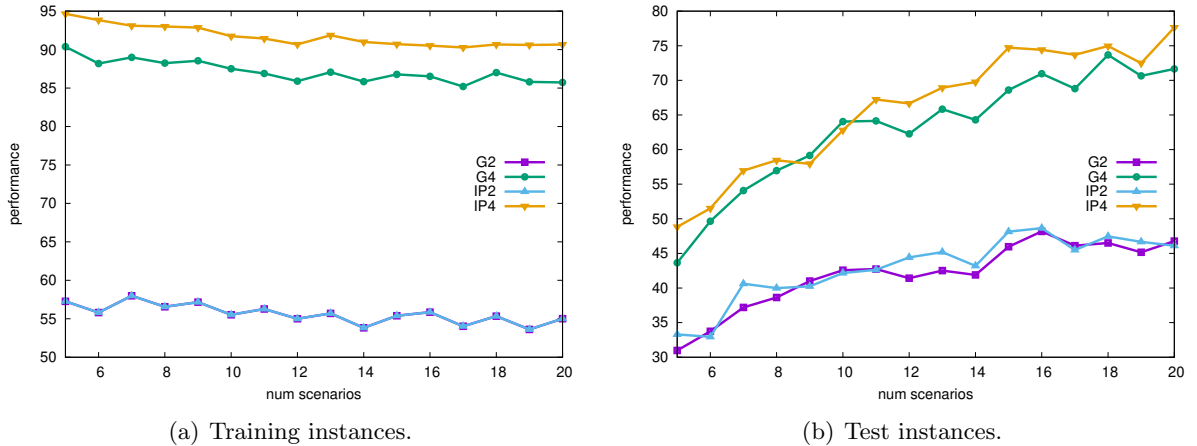 95
90
85
80
75
70
65
60
55
50
performance
6 8 10 12 14 16 18 20
num scenarios
G2
G4
IP2
IP4
(a) Training instances.
80
75
70
65
60
55
50
45
40
35
30
performance
6 8 10 12 14 16 18 20
num scenarios
G2
G4
IP2
IP4
(b) Test instances.